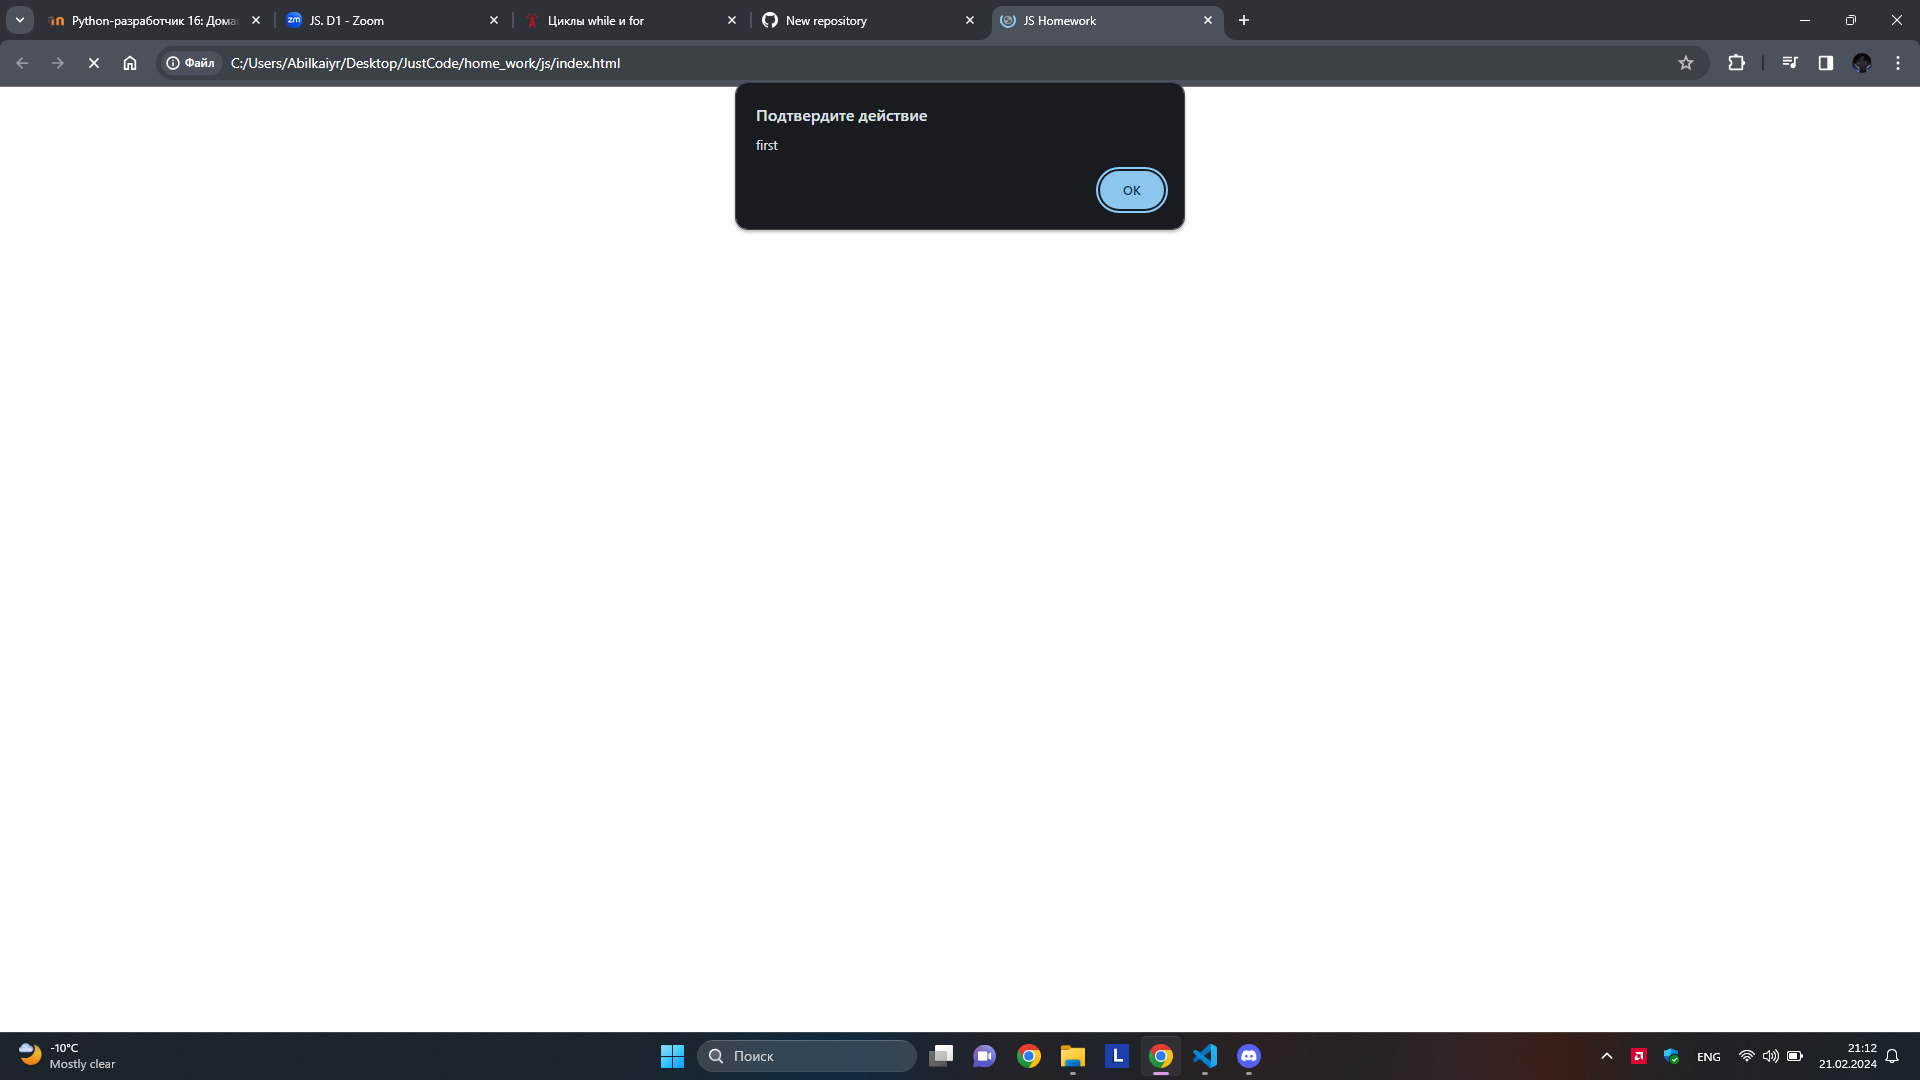 Python-разработчик 16: Дома
JS. D1 - Zoom
Циклы while и for
New repository
JS Homework
Файл
C:/Users/Abilkaiyr/Desktop/JustCode/home_work/js/index.html
Подтвердите действие
first
OK
-10°C
Mostly clear
Поиск
L
ENG
21:12
21.02.2024